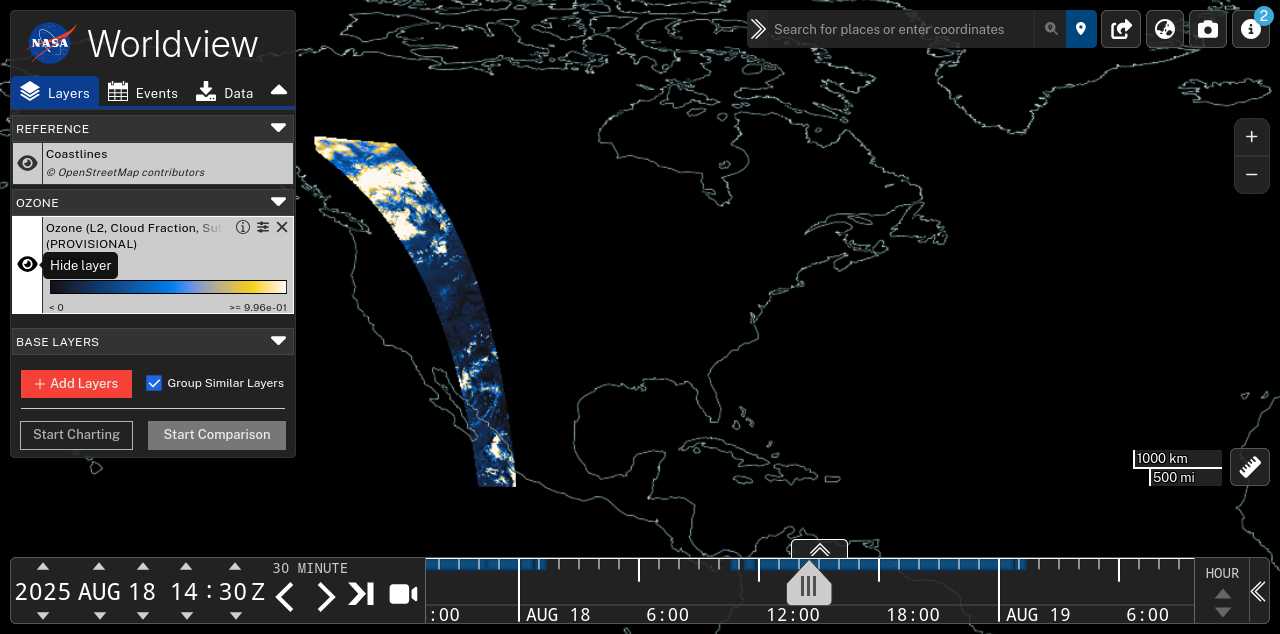 NASA
Worldview
Layers
Events
Data
REFERENCE
Coastlines
© OpenStreetMap contributors
OZONE
Ozone (L2, Cloud Fraction,
(PROVISIONAL)
Hide layer
< 0
>= 9.96e-01
BASE LAYERS
+ Add Layers
Group Similar Layers
Start Charting
Start Comparison
Search for places or enter coordinates
2
+
−
1000 km
500 mi
2025 AUG 18 14 : 30 Z
30 MINUTE
:00
AUG 18
6:00
12:00
18:00
AUG 19
6:00
HOUR